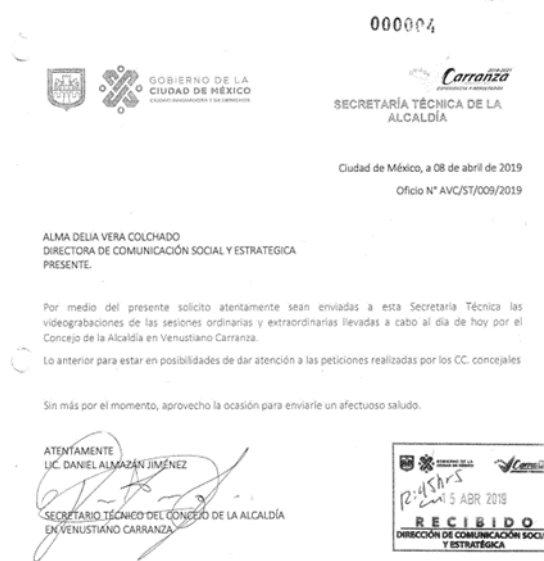 000004
GOBIERNO DE LA
CIUDAD DE MÉXICO
Carranza
SECRETARÍA TÉCNICA DE LA
ALCALDÍA
Ciudad de México, a 08 de abril de 2019
Oficio N° AVC/ST/009/2019
ALMA DELIA VERA COLCHADO
DIRECTORA DE COMUNICACIÓN SOCIAL Y ESTRATEGICA
PRESENTE.
Por medio del presente solicito atentamente sean enviadas a esta Secretaria Técnica las
videograbaciones de las sesiones ordinarias y extraordinarias llevadas a cabo al día de hoy por el
Concejo de la Alcaldía en Venustiano Carranza.
Lo anterior para estar en posibilidades de dar atención a las peticiones realizadas por los CC. concejales
Sin más por el momento, aprovecho la ocasión para enviarle un afectuoso saludo.
ATENTAMENTE
LIC. DANIEL ALMAZÁN JIMÉNEZ
SECRETARIO TÉCNICO DEL CONCEJO DE LA ALCALDÍA
EN VENUSTIANO CARRANZA
12:45hrs
15 ABR 2019
RECIBIDO
DIRECCIÓN DE COMUNICACIÓN SOCIAL
Y ESTRATÉGICA